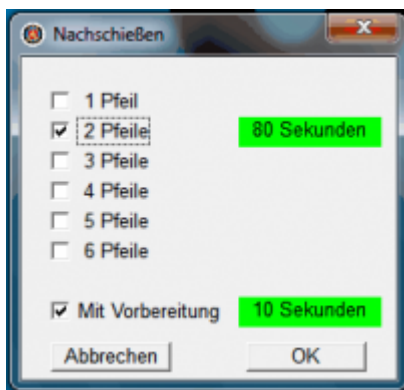 Nachschießen
1 Pfeil
2 Pfeile 80 Sekunden
3 Pfeile
4 Pfeile
5 Pfeile
6 Pfeile
Mit Vorbereitung 10 Sekunden
Abbrechen OK